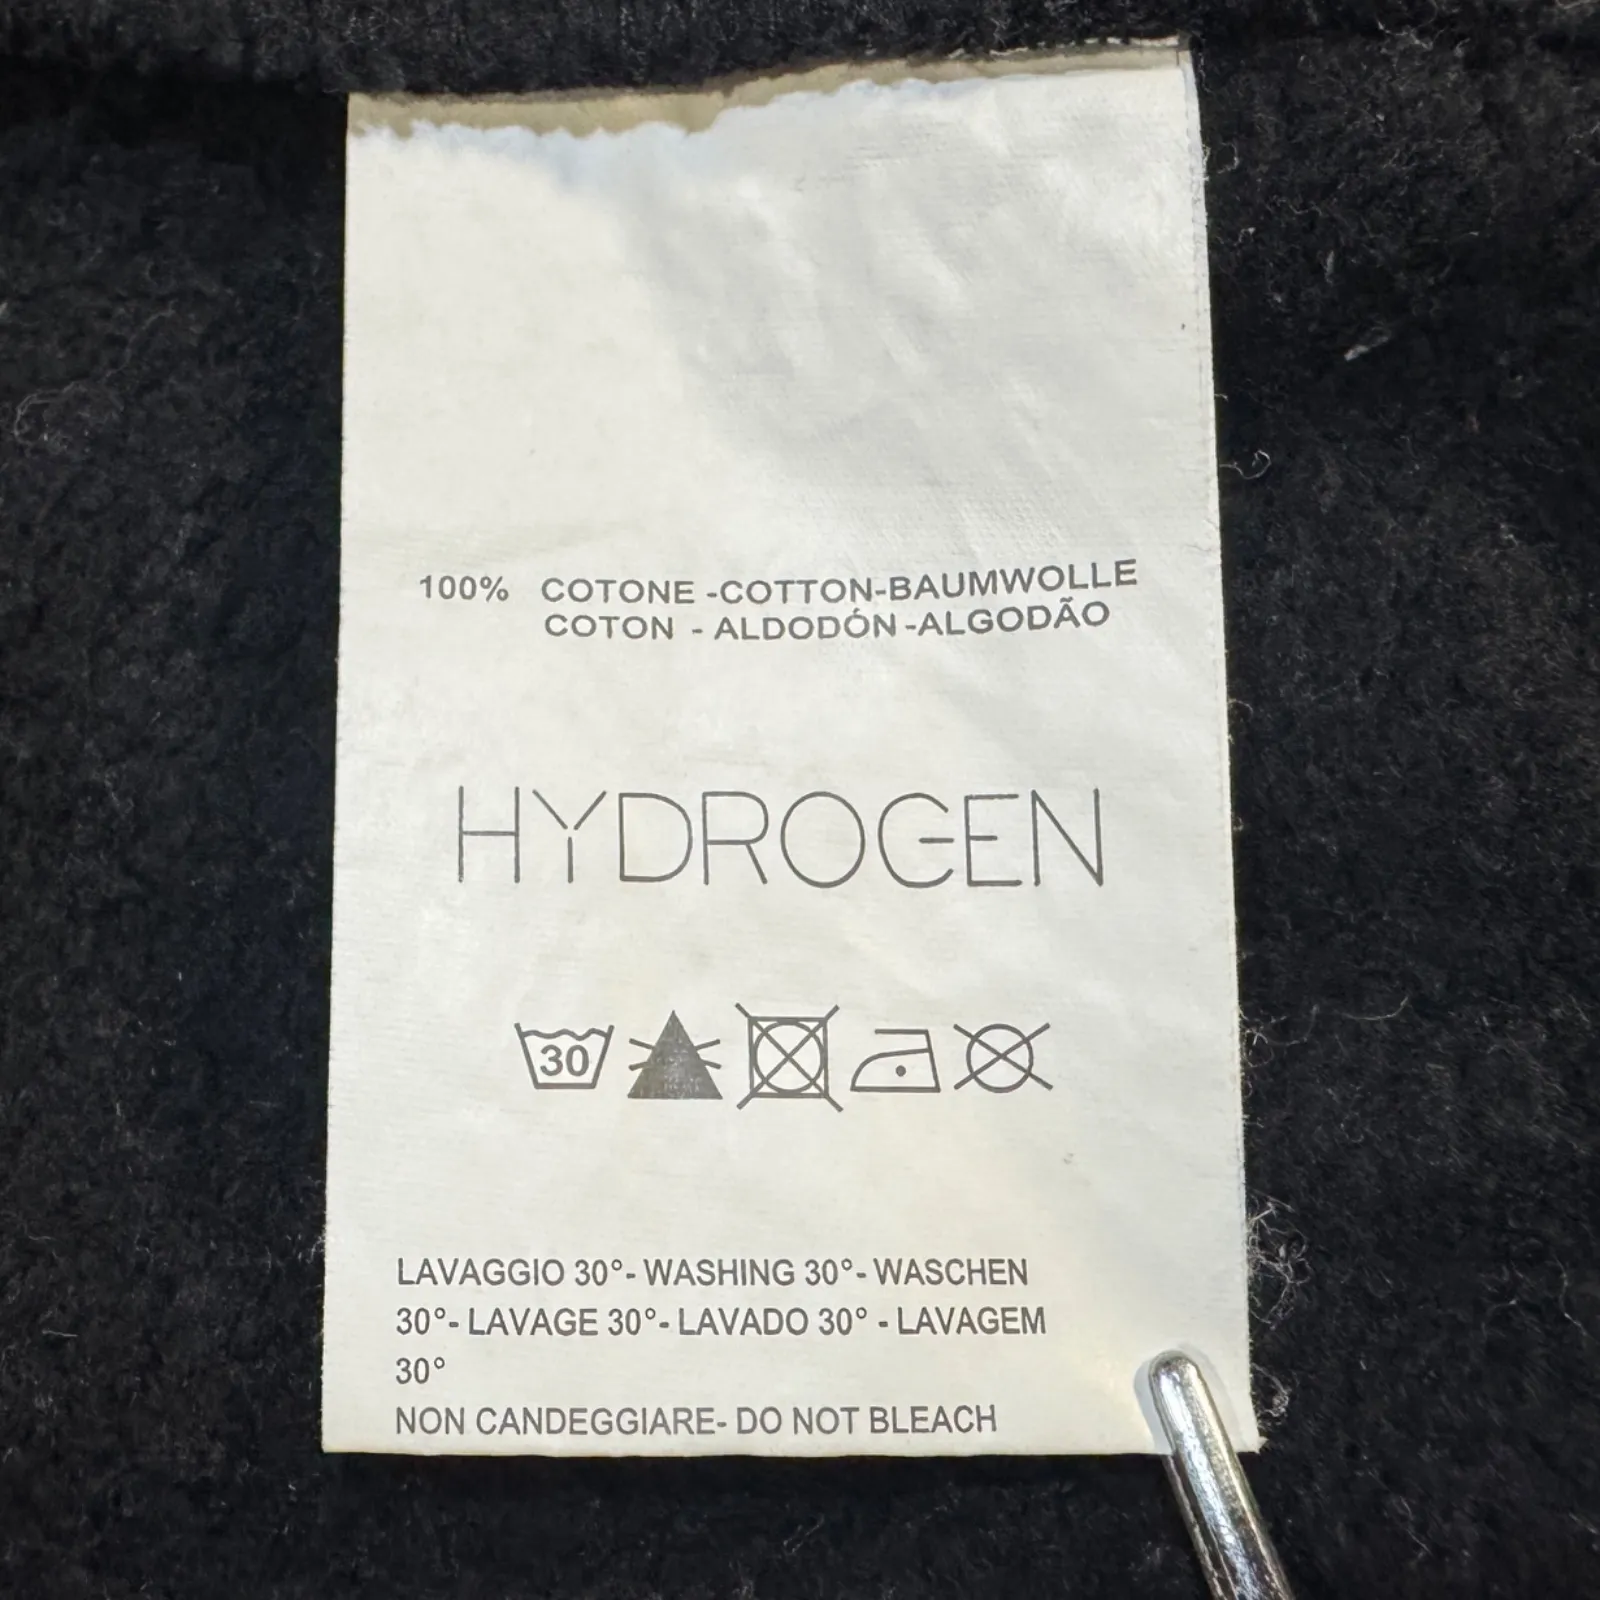 100% COTONE -COTTON-BAUMWOLLE
COTON - ALDODÓN -ALGODÃO
HYDROGEN
30
LAVAGGIO 30°- WASHING 30°- WASCHEN
30°- LAVAGE 30°- LAVADO 30° - LAVAGEM
30°
NON CANDEGGIARE- DO NOT BLEACH